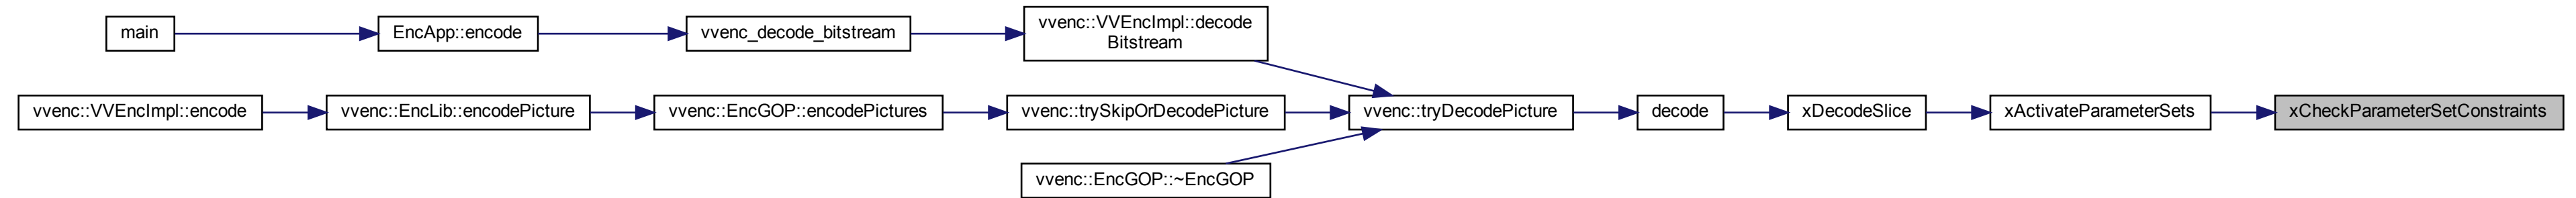 main
EncApp::encode
vvenc_decode_bitstream
vvenc::VVEncImpl::decode
Bitstream
vvenc::VVEncImpl::encode
vvenc::EncLib::encodePicture
vvenc::EncGOP::encodePictures
vvenc::trySkipOrDecodePicture
vvenc::tryDecodePicture
decode
xDecodeSlice
xActivateParameterSets
xCheckParameterSetConstraints
vvenc::EncGOP::~EncGOP